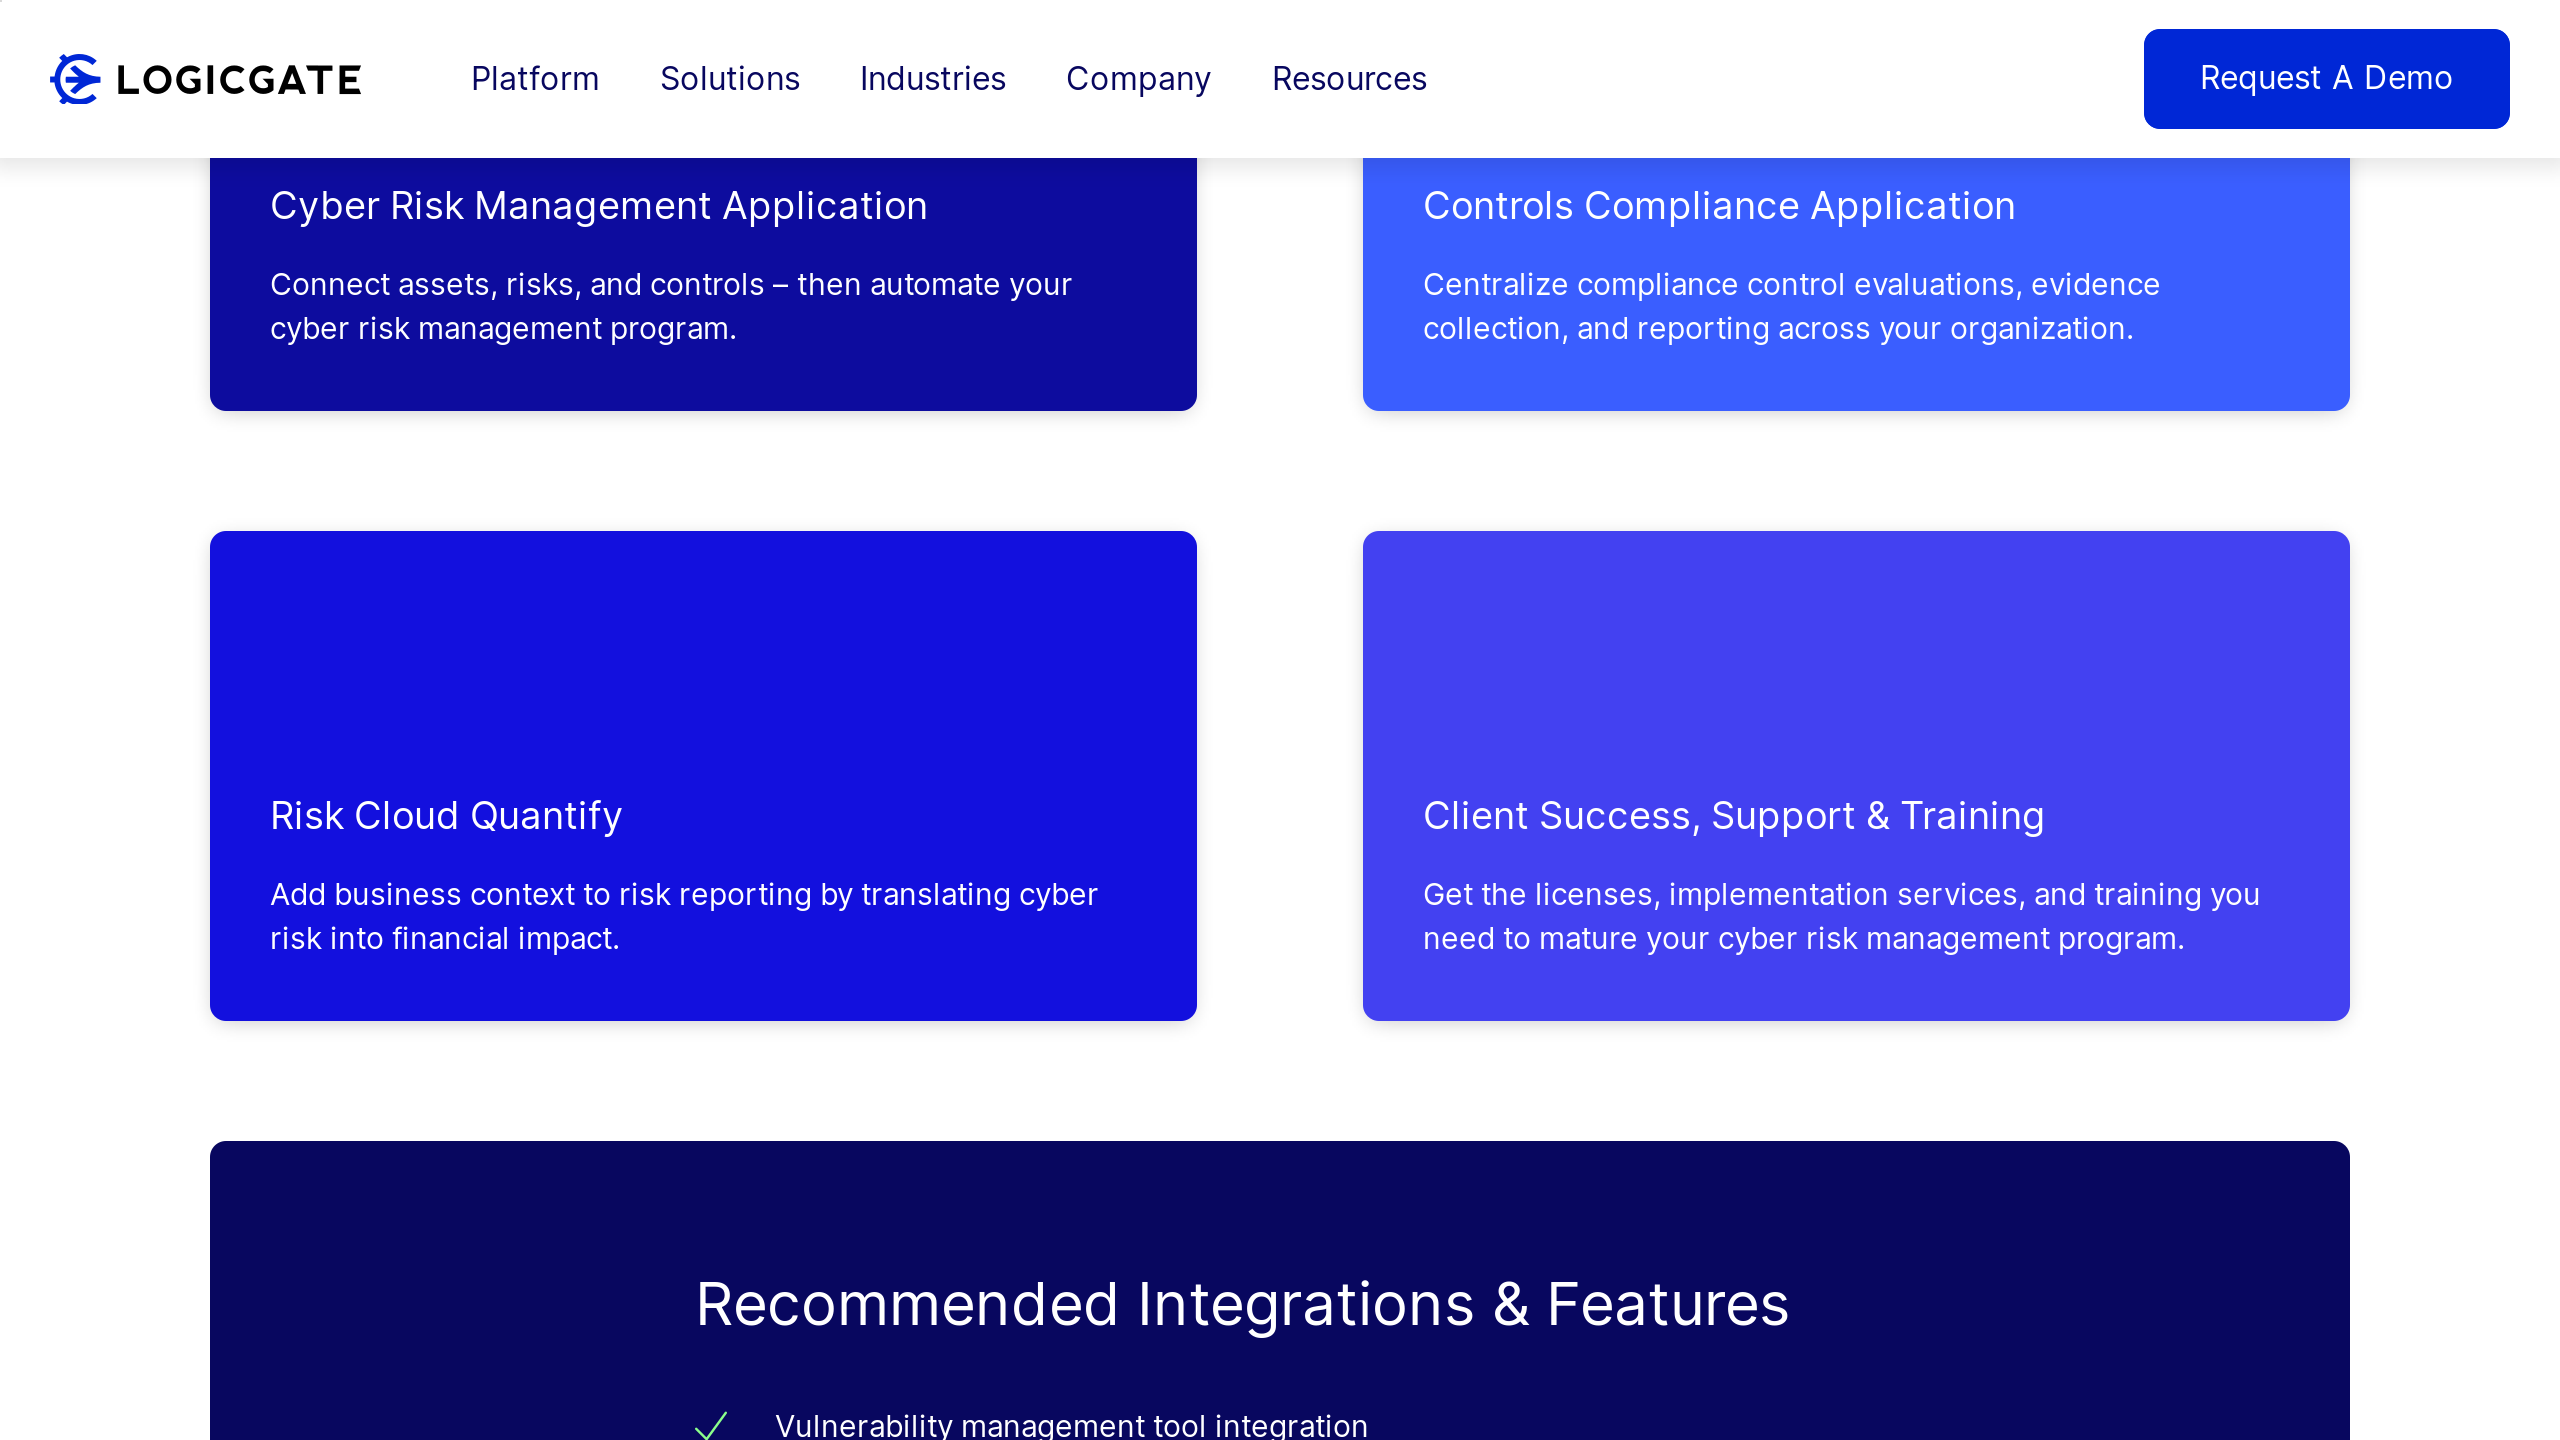 LOGICGATE
Platform
Solutions
Industries
Company
Resources
Request A Demo
Cyber Risk Management Application
Connect assets, risks, and controls – then automate your
cyber risk management program.
Controls Compliance Application
Centralize compliance control evaluations, evidence
collection, and reporting across your organization.
Risk Cloud Quantify
Add business context to risk reporting by translating cyber
risk into financial impact.
Client Success, Support & Training
Get the licenses, implementation services, and training you
need to mature your cyber risk management program.
Recommended Integrations & Features
Vulnerability management tool integration